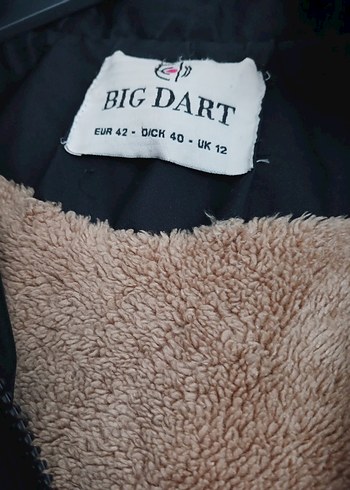 BIG DART
EUR 42 - D/CK 40 - UK 12